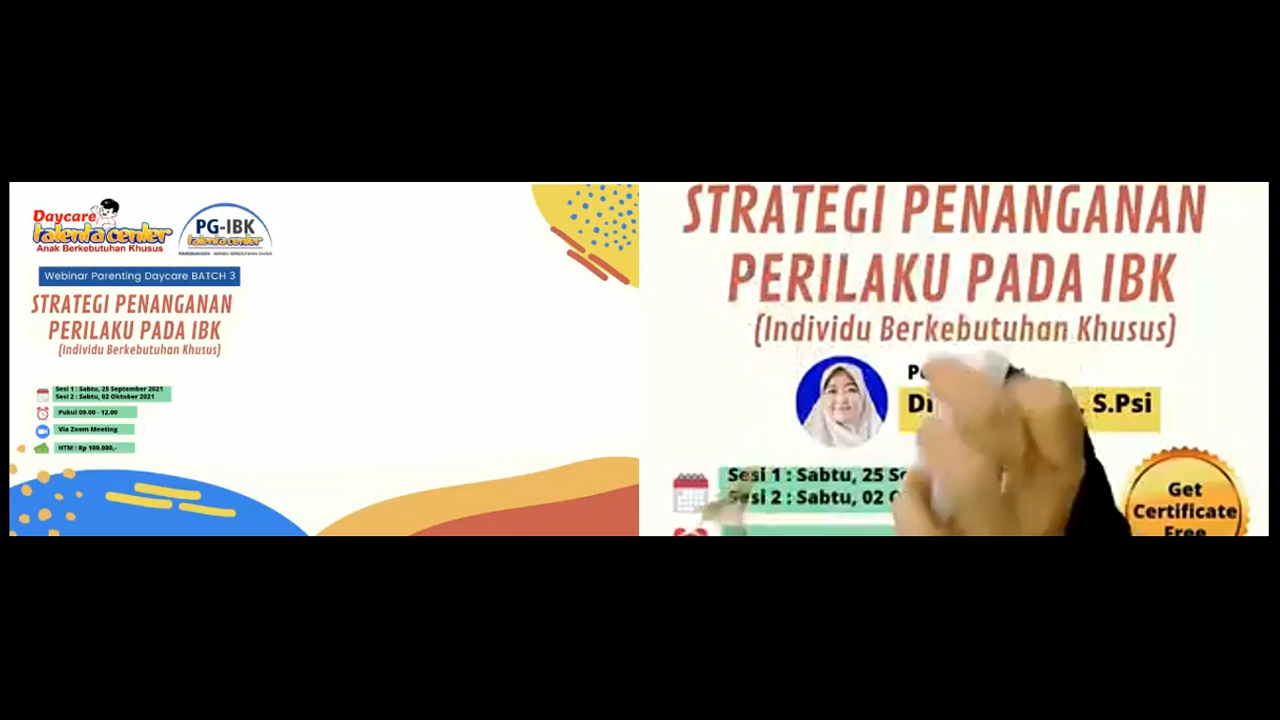 Daycare
talenta center
Anak Berkebutuhan Khusus
PG-IBK
talenta center
Webinar Parenting Daycare BATCH 3
STRATEGI PENANGANAN
PERILAKU PADA IBK
(Individu Berkebutuhan Khusus)
Sesi 1 : Sabtu, 25 September 2021
Sesi 2 : Sabtu, 02 Oktober 2021
Pukul 09.00 - 12.00
Via Zoom Meeting
HTM : Rp 100.000,-
STRATEGI PENANGANAN
PERILAKU PADA IBK
(Individu Berkebutuhan Khusus)
S.Psi
Sesi 1 : Sabtu, 25
Sesi 2 : Sabtu, 02
Get
Certificate
Free